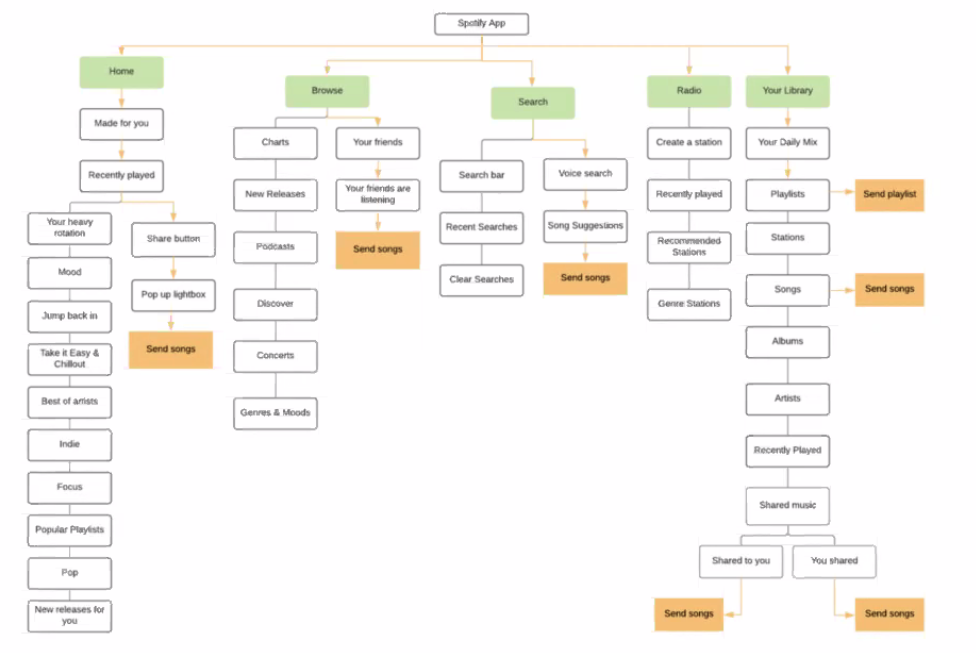 Spotify App
Home
Made for you
Recently played
Your heavy
rotation
Mood
Jump back in
Take it Easy &
Chillout
Best of artists
Indie
Focus
Popular Playlists
Pop
New releases for
you
Share button
Pop up lightbox
Send songs
Browse
Charts
New Releases
Podcasts
Discover
Concerts
Genres & Moods
Your friends
Your friends are
listening
Send songs
Search
Search bar
Recent Searches
Clear Searches
Voice search
Song Suggestions
Send songs
Radio
Create a station
Recently played
Recommended
Stations
Genre Stations
Your Library
Your Daily Mix
Playlists
Send playlist
Stations
Songs
Send songs
Albums
Artists
Recently Played
Shared music
Shared to you
You shared
Send songs
Send songs